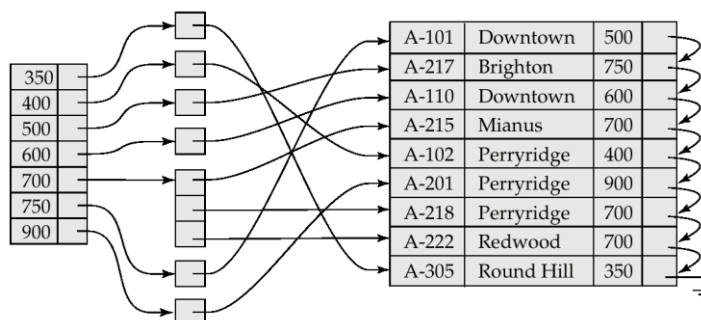 350
400
500
600
700
750
900
A-101 Downtown 500
A-217 Brighton 750
A-110 Downtown 600
A-215 Mianus 700
A-102 Perryridge 400
A-201 Perryridge 900
A-218 Perryridge 700
A-222 Redwood 700
A-305 Round Hill 350